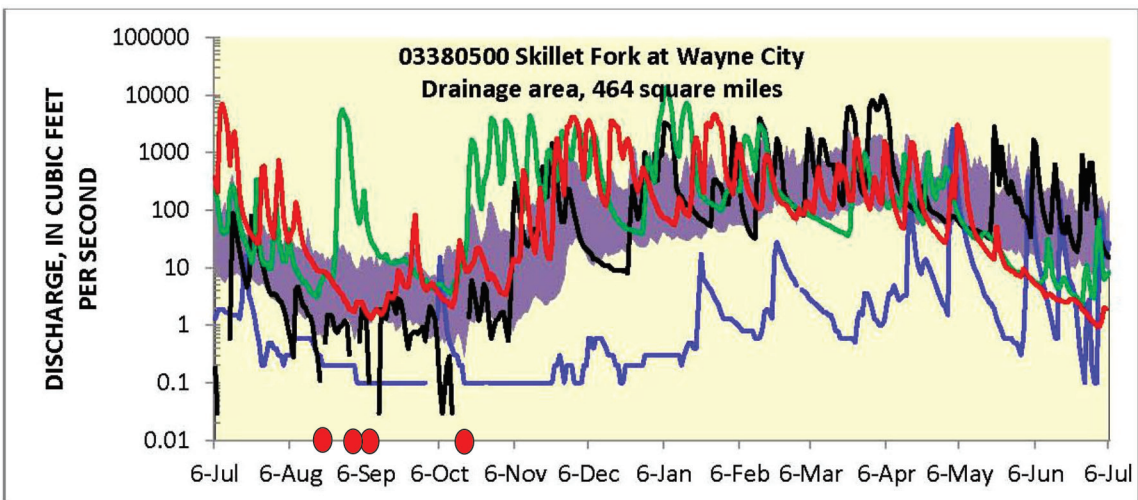 100000
03380500 Skillet Fork at Wayne City
Drainage area, 464 square miles
10000
1000
100
10
1
0.1
0.01
DISCHARGE, IN CUBIC FEET
PER SECOND
6-Jul 6-Aug 6-Sep 6-Oct 6-Nov 6-Dec 6-Jan 6-Feb 6-Mar 6-Apr 6-May 6-Jun 6-Jul